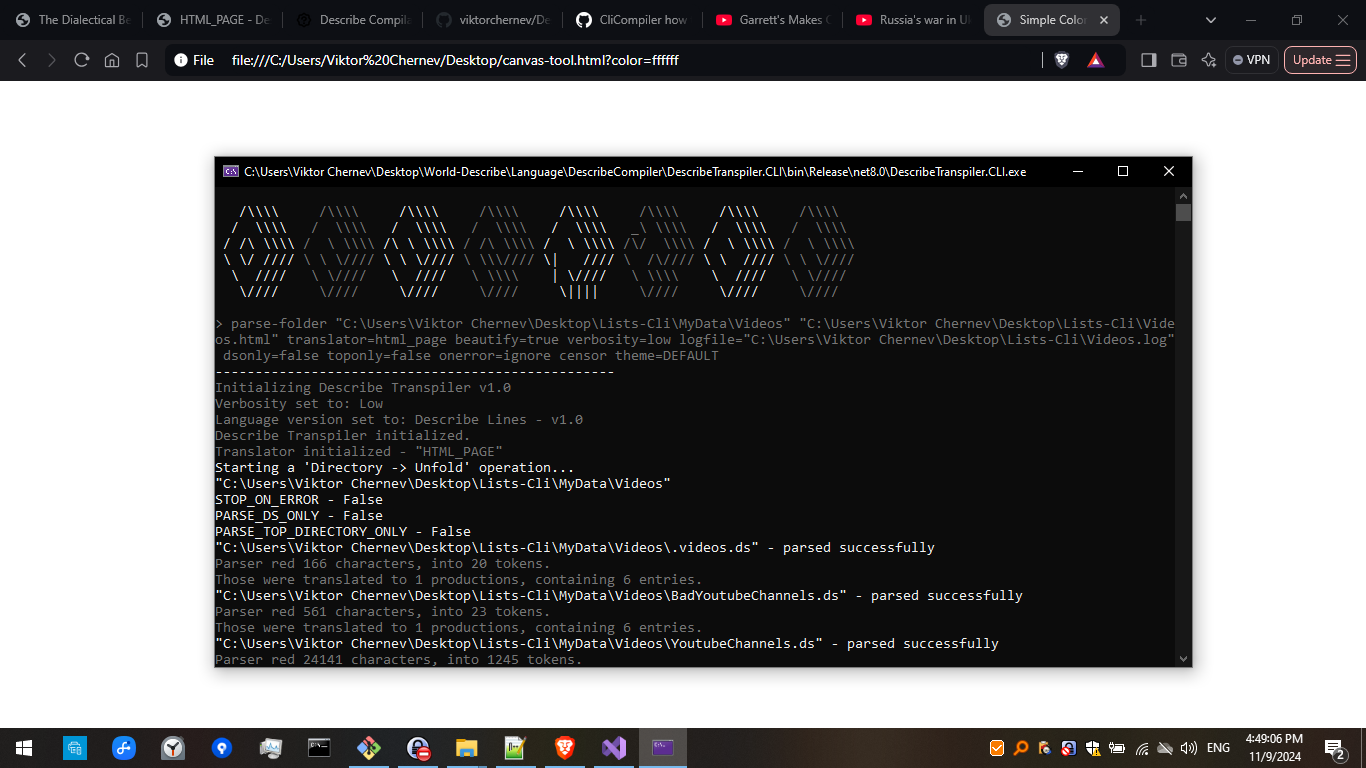 The Dialectical Be
HTML_PAGE - De
Describe Compila
viktorchernev/De
CliCompiler how
Garrett's Makes C
Russia's war in U
Simple Color
File
file:///C:/Users/Viktor%20Chernev/Desktop/canvas-tool.html?color=ffffff
VPN
Update
C:\Users\Viktor Chernev\Desktop\World-Describe\Language\DescribeCompiler\DescribeTranspiler.CLI\bin\Release\net8.0\DescribeTranspiler.CLI.exe
> parse-folder "C:\Users\Viktor Chernev\Desktop\Lists-Cli\MyData\Videos" "C:\Users\Viktor Chernev\Desktop\Lists-Cli\Vide
os.html" translator=html_page beautify=true verbosity=low logfile="C:\Users\Viktor Chernev\Desktop\Lists-Cli\Videos.log"
dsonly=false toponly=false onerror=ignore censor theme=DEFAULT
--------------------------------------------------
Initializing Describe Transpiler v1.0
Verbosity set to: Low
Language version set to: Describe Lines - v1.0
Describe Transpiler initialized.
Translator initialized - "HTML_PAGE"
Starting a 'Directory -> Unfold' operation...
"C:\Users\Viktor Chernev\Desktop\Lists-Cli\MyData\Videos"
STOP_ON_ERROR - False
PARSE_DS_ONLY - False
PARSE_TOP_DIRECTORY_ONLY - False
"C:\Users\Viktor Chernev\Desktop\Lists-Cli\MyData\Videos\.videos.ds" - parsed successfully
Parser red 166 characters, into 20 tokens.
Those were translated to 1 productions, containing 6 entries.
"C:\Users\Viktor Chernev\Desktop\Lists-Cli\MyData\Videos\BadYoutubeChannels.ds" - parsed successfully
Parser red 561 characters, into 23 tokens.
Those were translated to 1 productions, containing 6 entries.
"C:\Users\Viktor Chernev\Desktop\Lists-Cli\MyData\Videos\YoutubeChannels.ds" - parsed successfully
Parser red 24141 characters, into 1245 tokens.
ENG
4:49:06 PM
11/9/2024
2